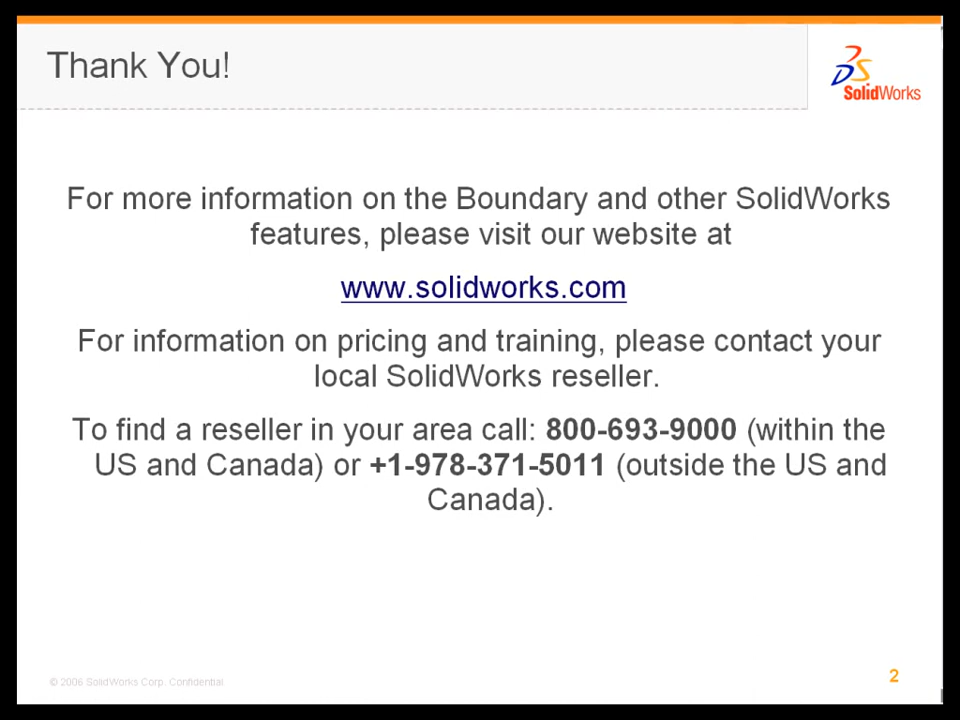 Thank You!
SolidWorks
For more information on the Boundary and other SolidWorks
features, please visit our website at
www.solidworks.com
For information on pricing and training, please contact your
local SolidWorks reseller.
To find a reseller in your area call: 800-693-9000 (within the
US and Canada) or +1-978-371-5011 (outside the US and
Canada).
© 2006 SolidWorks Corp. Confidential
2